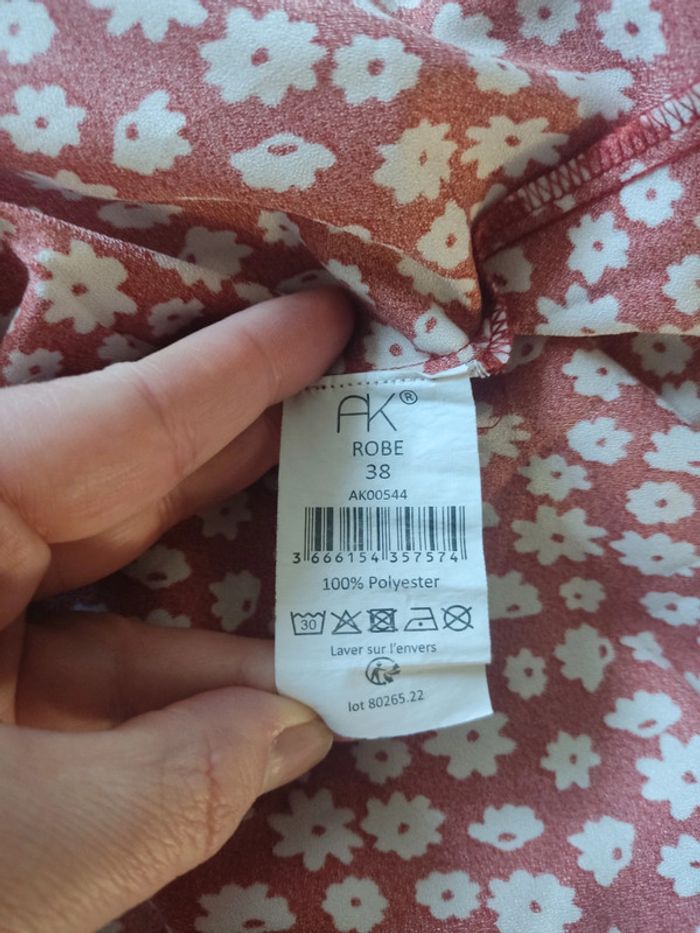 AK®
ROBE
38
AK00544
3 666154 357574
100% Polyester
30
Laver sur l'envers
lot 80265.22